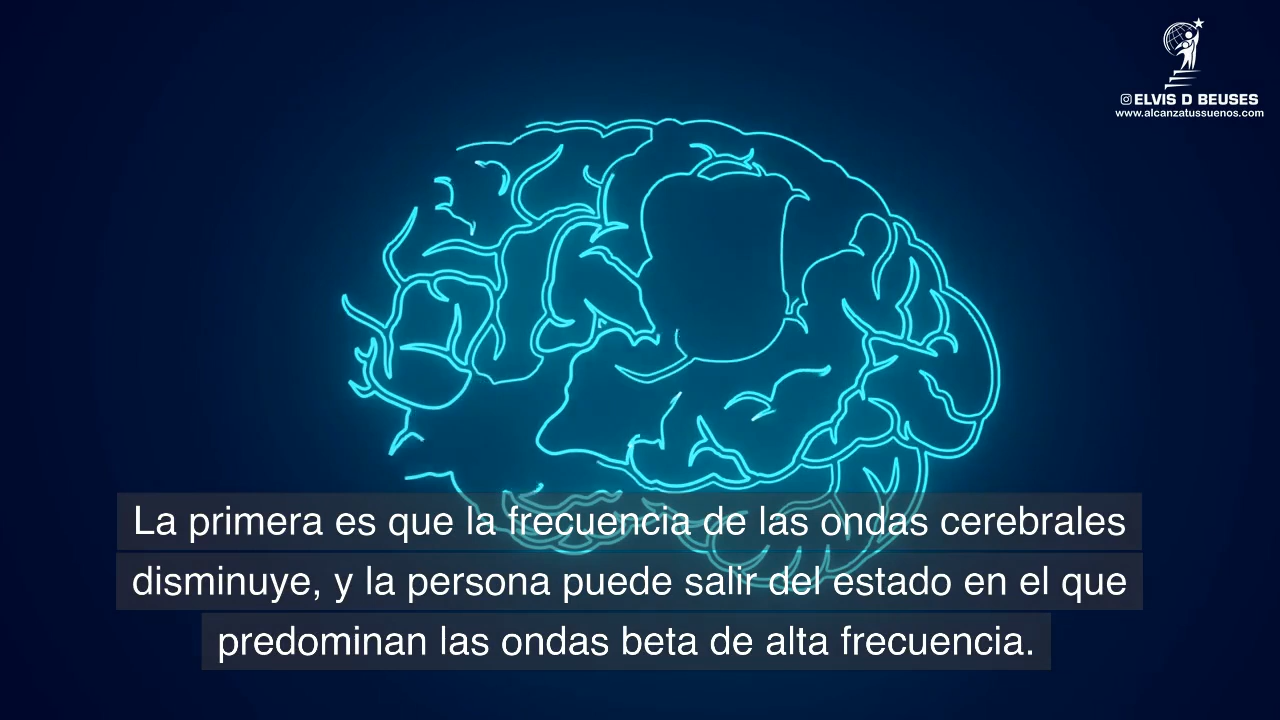 ELVIS D BEUSES
www.alcanzatussuenos.com
La primera es que la frecuencia de las ondas cerebrales
disminuye, y la persona puede salir del estado en el que
predominan las ondas beta de alta frecuencia.